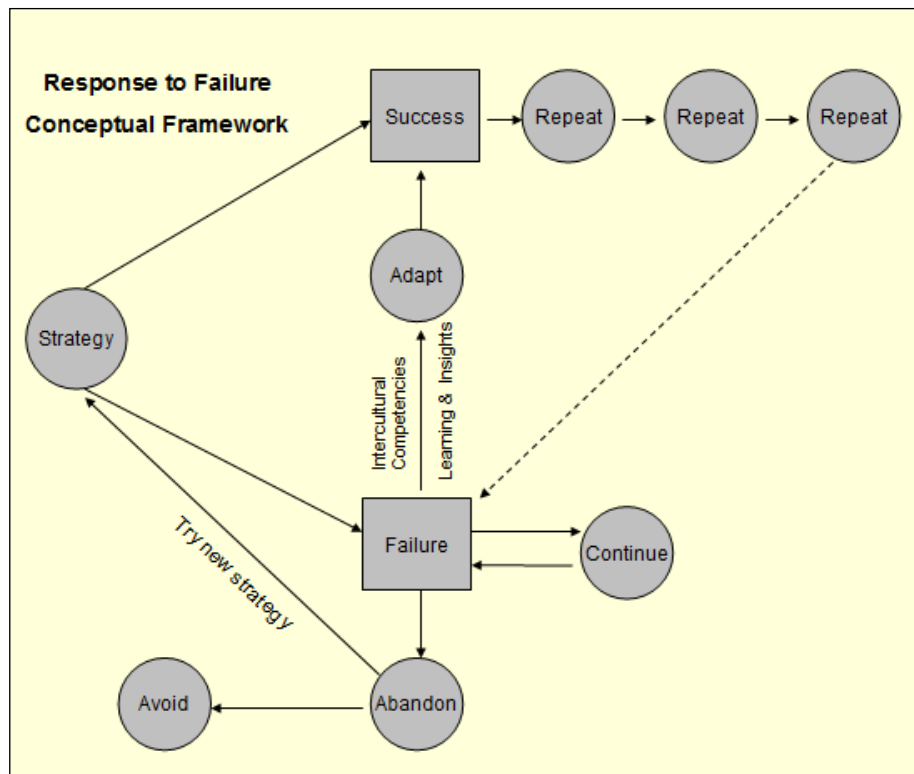 Response to Failure
Conceptual Framework
Success
Repeat
Repeat
Repeat
Adapt
Strategy
Intercultural
Competencies
Learning & Insights
Failure
Continue
Try new strategy
Avoid
Abandon